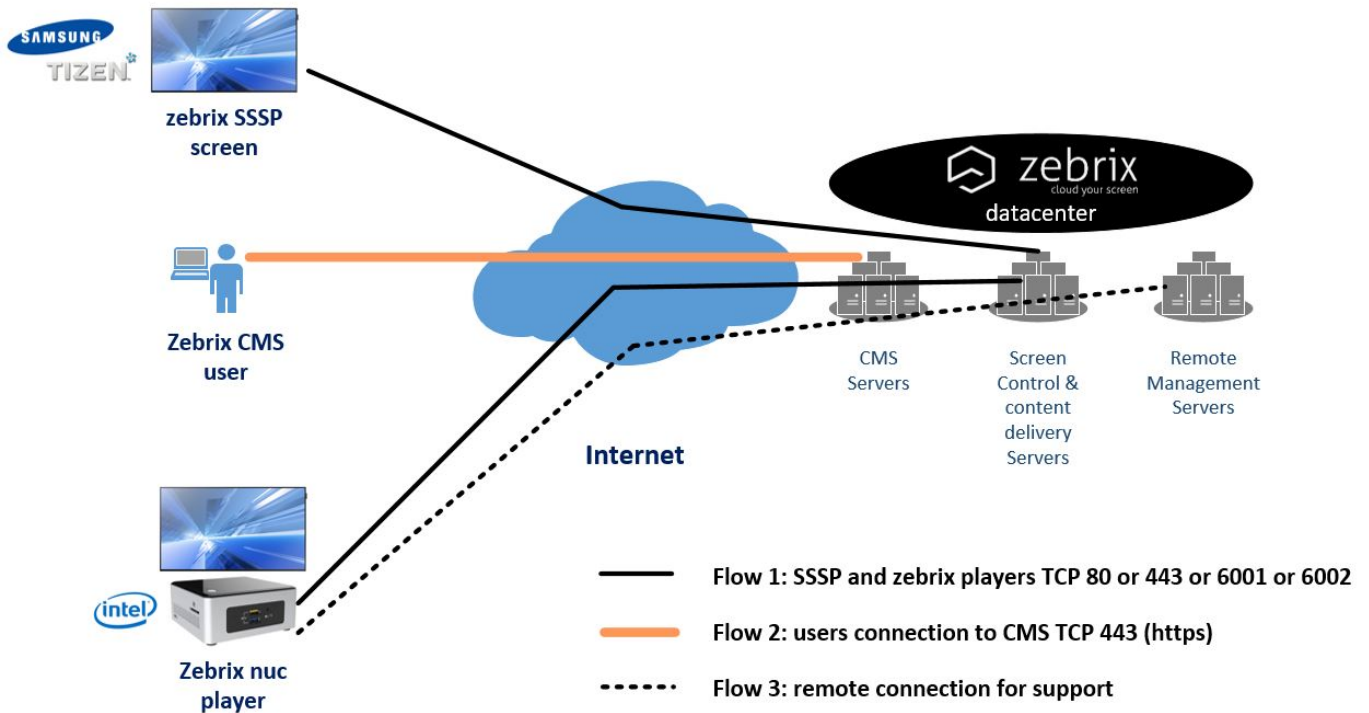 SAMSUNG
TIZEN
zebrix SSSP
screen
zebrix
cloud your screen
datacenter
Zebrix CMS
user
CMS
Servers
Screen
Control &
content
delivery
Servers
Remote
Management
Servers
Internet
intel
Zebrix nuc
player
Flow 1: SSSP and zebrix players TCP 80 or 443 or 6001 or 6002
Flow 2: users connection to CMS TCP 443 (https)
Flow 3: remote connection for support